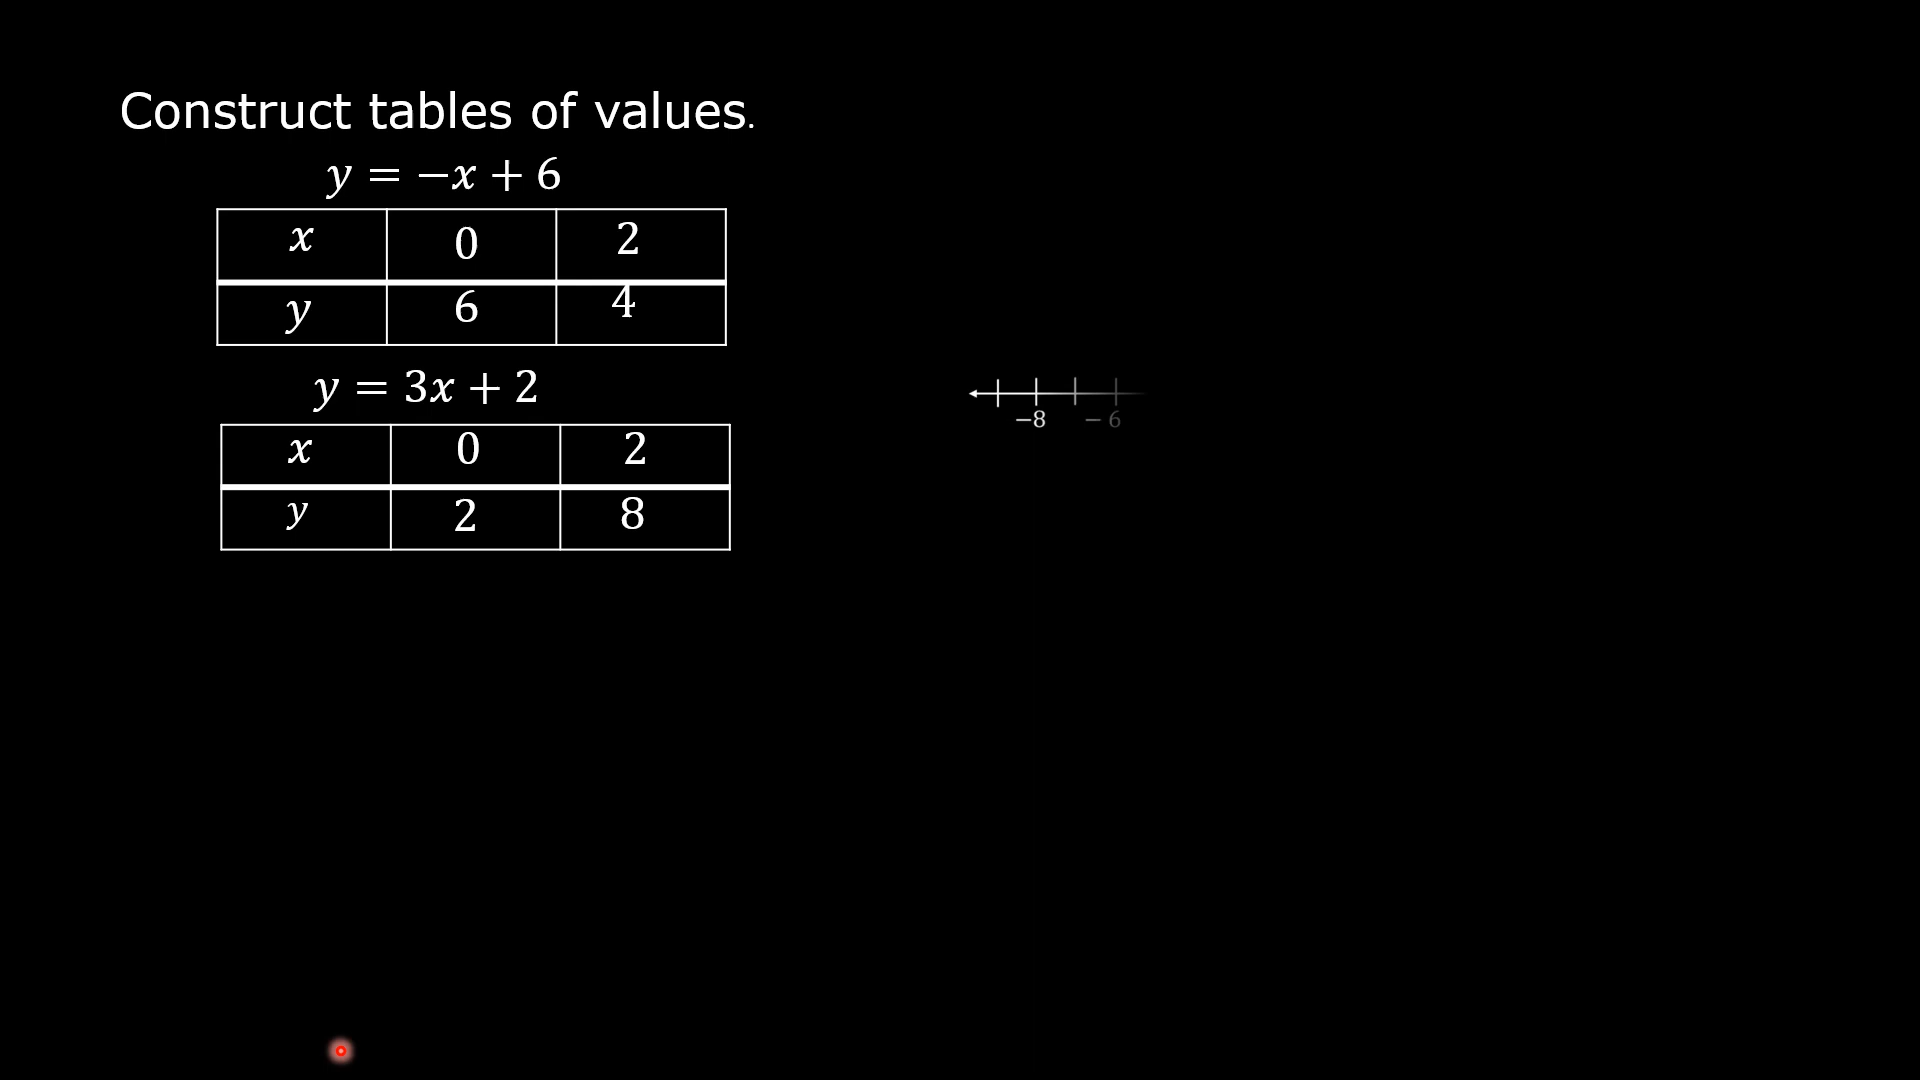 Construct tables of values.
y = −x + 6
x 0 2
y 6 4
y = 3x + 2
x 0 2
y 2 8
−8 − 6